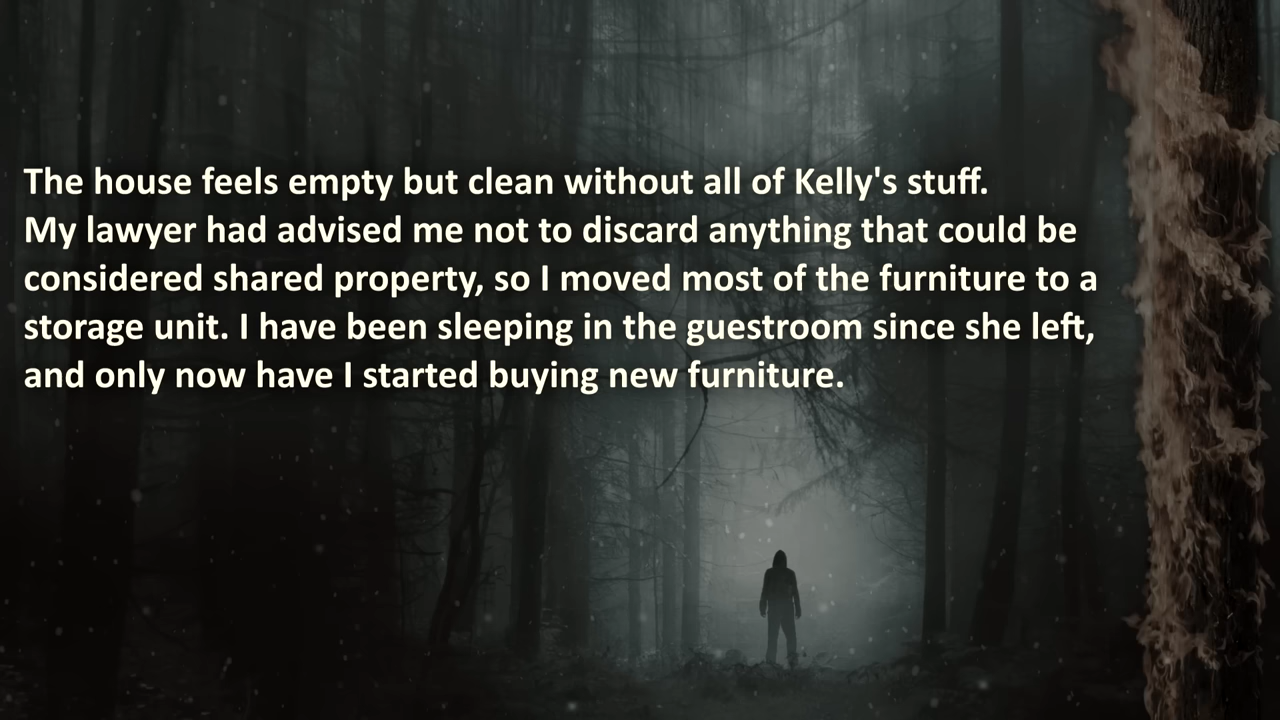 The house feels empty but clean without all of Kelly's stuff.
My lawyer had advised me not to discard anything that could be
considered shared property, so I moved most of the furniture to a
storage unit. I have been sleeping in the guestroom since she left,
and only now have I started buying new furniture.